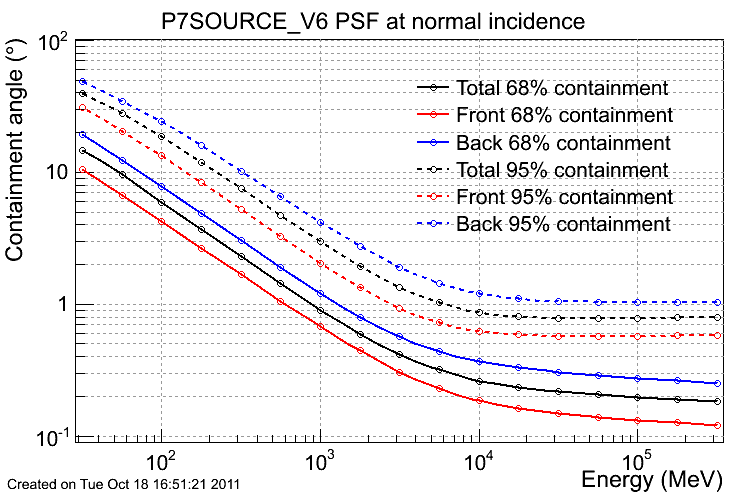 P7SOURCE_V6 PSF at normal incidence
Containment angle (°)
10²
10
1
10⁻¹
Total 68% containment
Front 68% containment
Back 68% containment
Total 95% containment
Front 95% containment
Back 95% containment
10² 10³ 10⁴ 10⁵
Energy (MeV)
Created on Tue Oct 18 16:51:21 2011